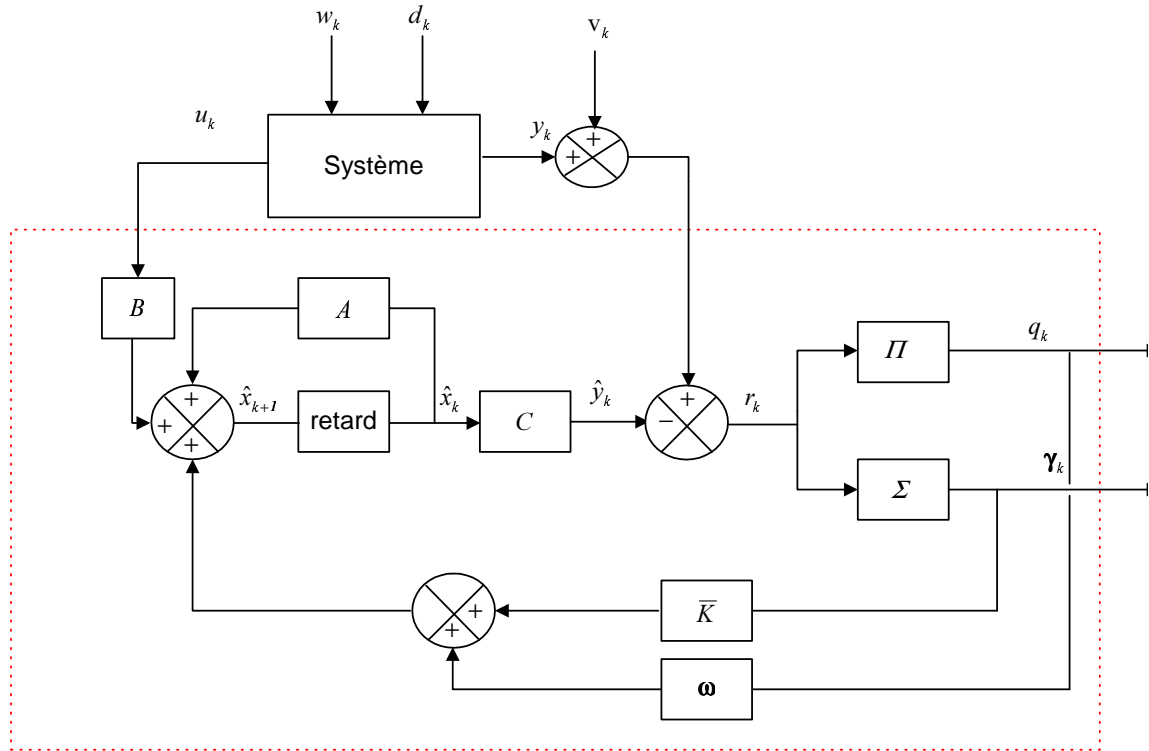 w_k
d_k
v_k
u_k
Système
y_k
+
+
B
A
Π
q_k
+
+
+
x̂_{k+1}
retard
x̂_k
C
ŷ_k
+
−
r_k
Σ
γ_k
+
+
K̅
ω